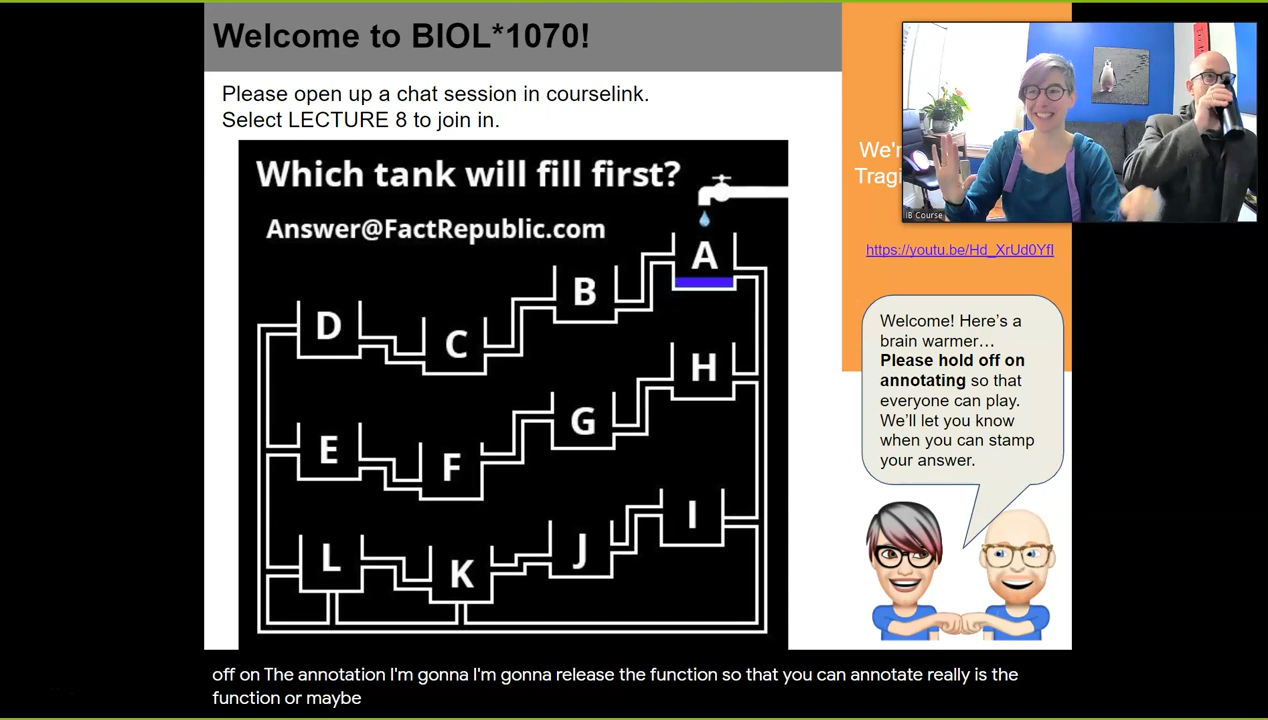 Welcome to BIOL*1070!
Please open up a chat session in courselink.
Select LECTURE 8 to join in.
Which tank will fill first?
Answer@FactRepublic.com
A
B
D
C
H
G
E
F
I
J
L
K
We'r
Tragi
IB Course
https://youtu.be/Hd_XrUd0YfI
Welcome! Here's a
brain warmer…
Please hold off on
annotating so that
everyone can play.
We'll let you know
when you can stamp
your answer.
off on The annotation I'm gonna I'm gonna release the function so that you can annotate really is the
function or maybe